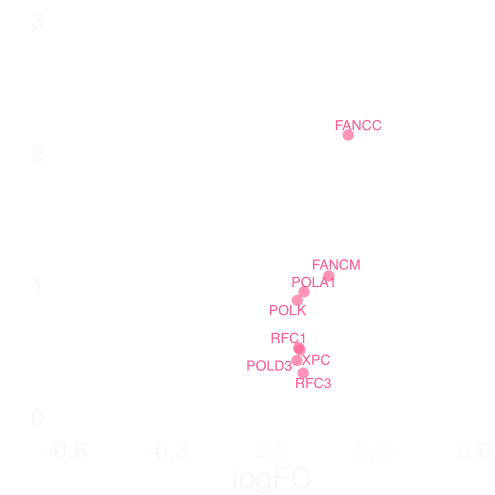 3
FANCC
2
FANCM
1
POLA1
POLK
RFC1
XPC
POLD3
RFC3
0
-0.6 -0.3 0.0 0.3 0.6
logFC